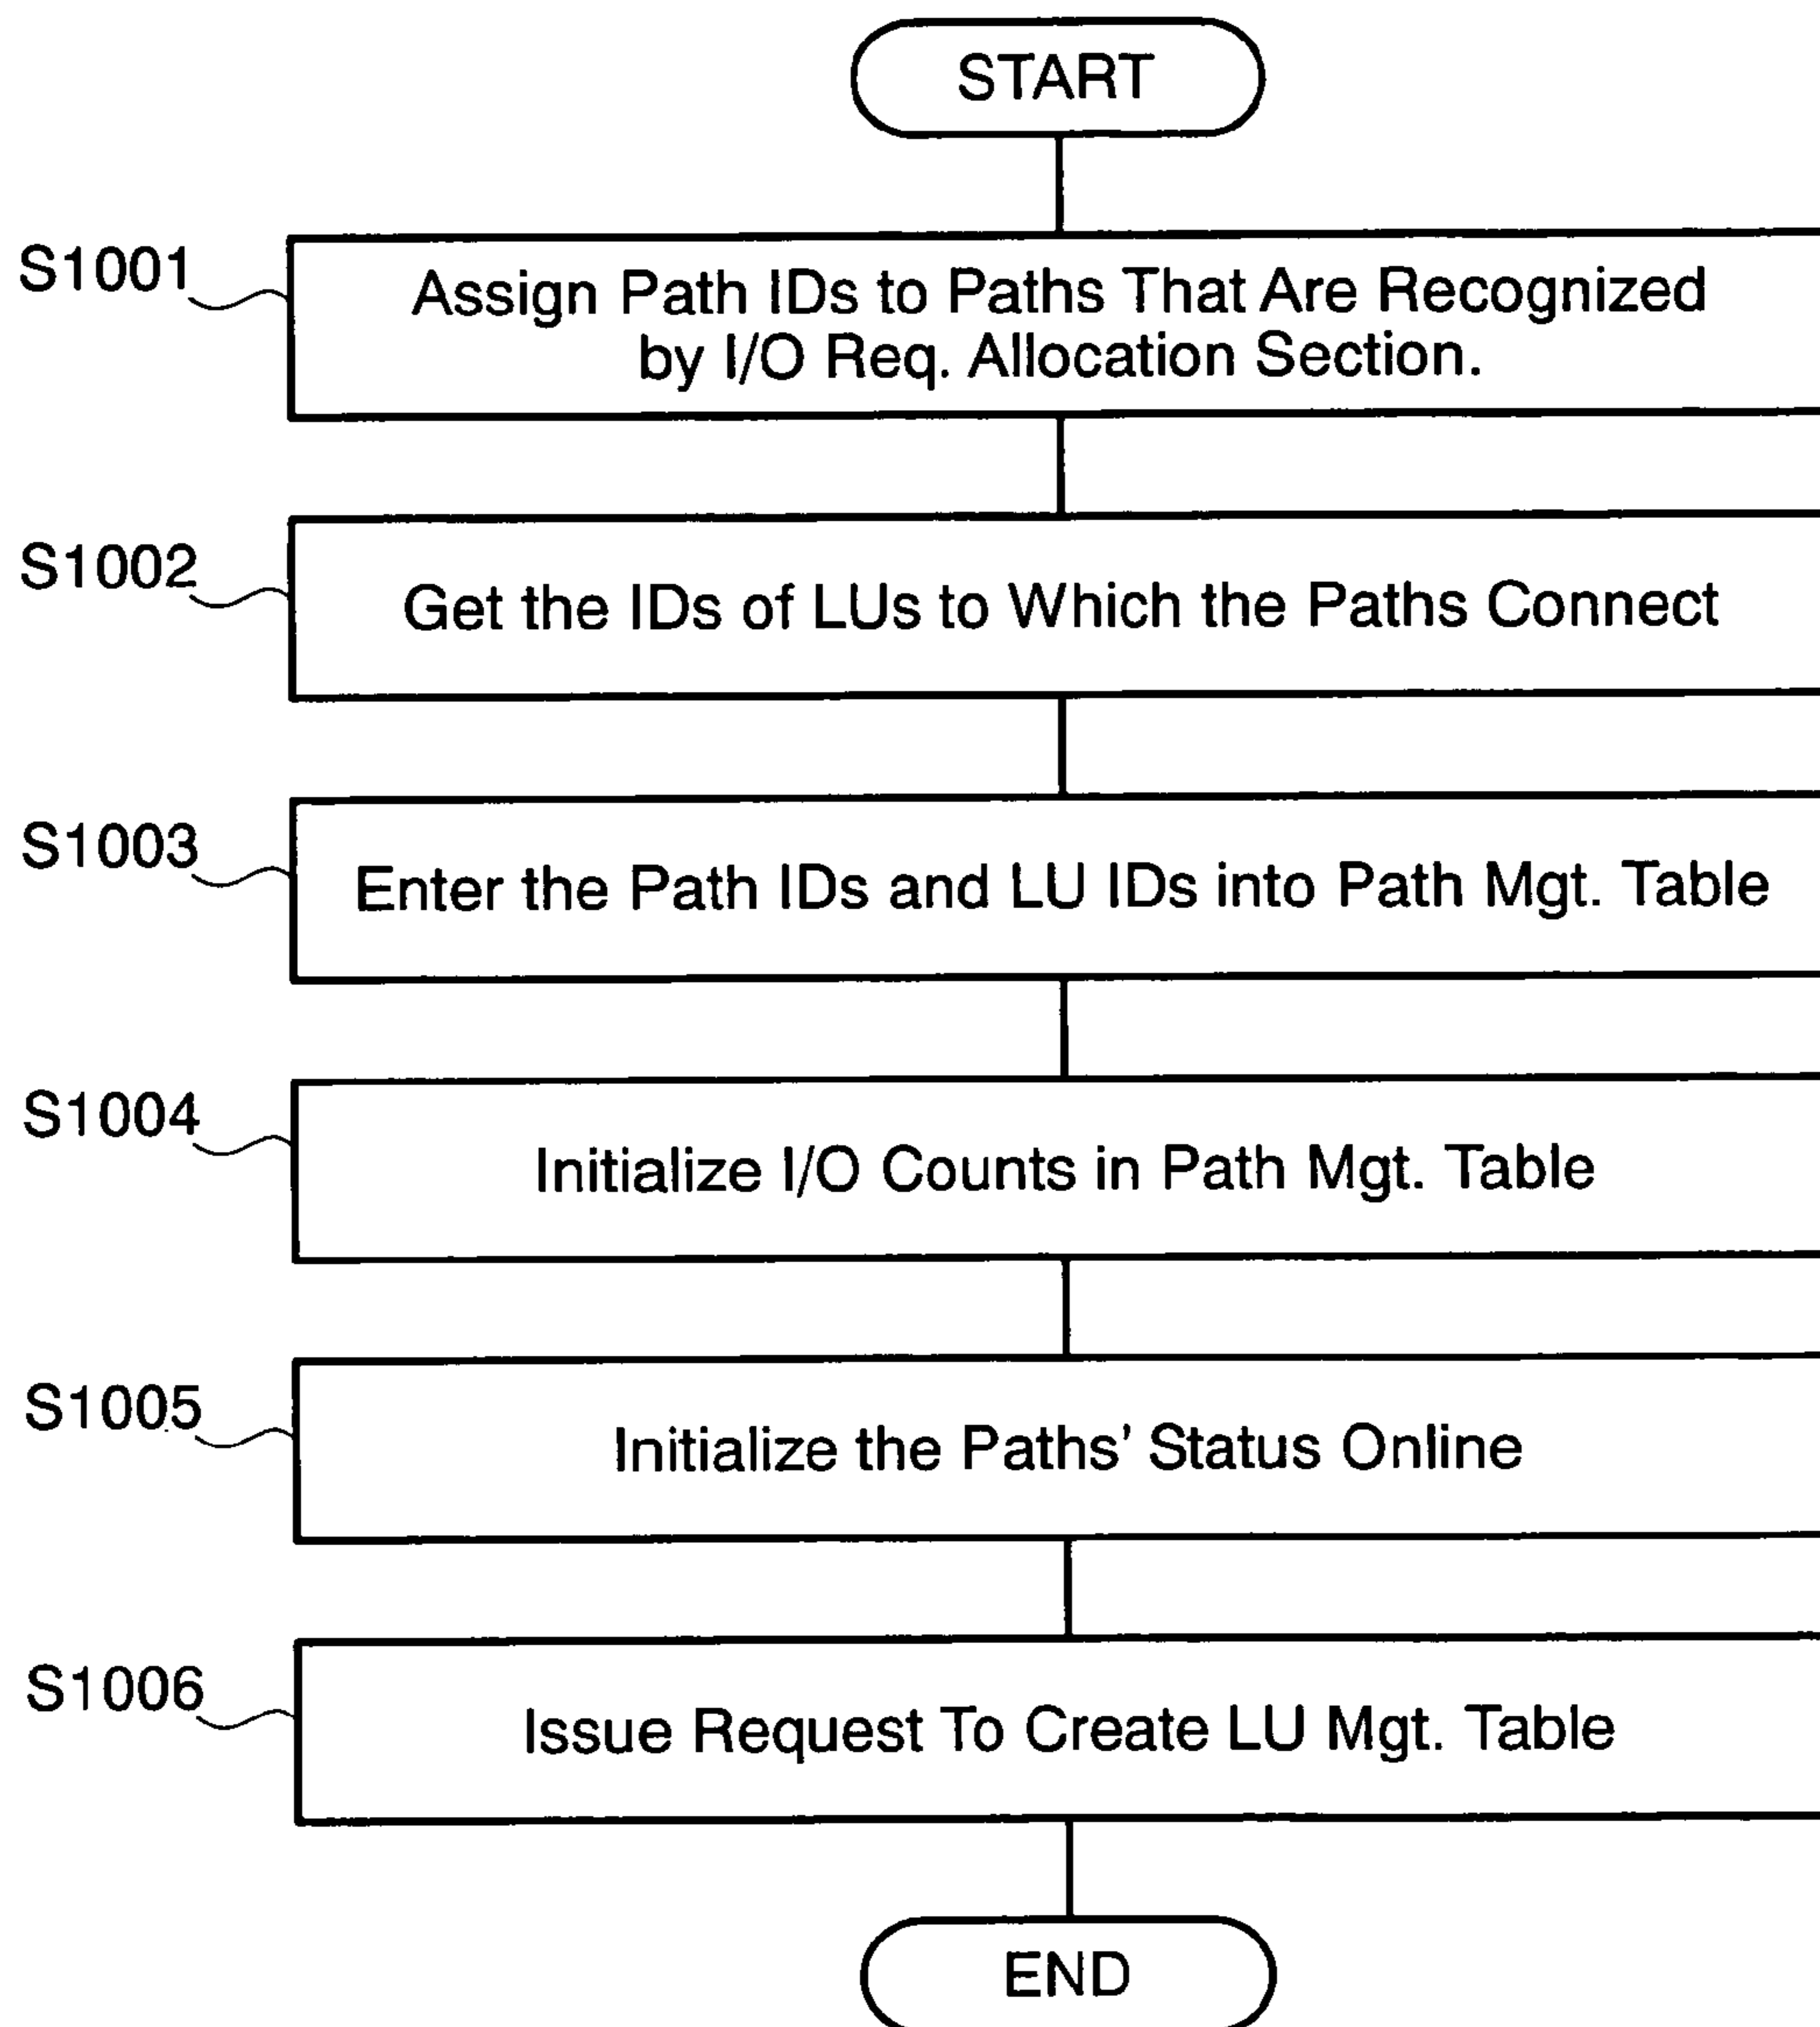 START
S1001
Assign Path IDs to Paths That Are Recognized
by I/O Req. Allocation Section.
S1002
Get the IDs of LUs to Which the Paths Connect
S1003
Enter the Path IDs and LU IDs into Path Mgt. Table
S1004
Initialize I/O Counts in Path Mgt. Table
S1005
Initialize the Paths' Status Online
S1006
Issue Request To Create LU Mgt. Table
END